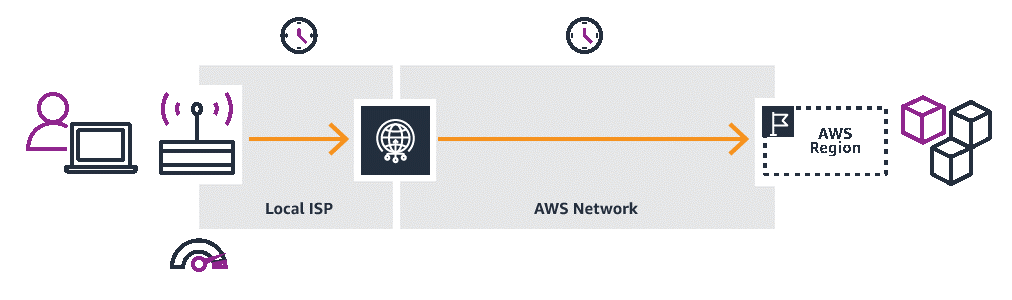 AWS
Region
Local ISP
AWS Network